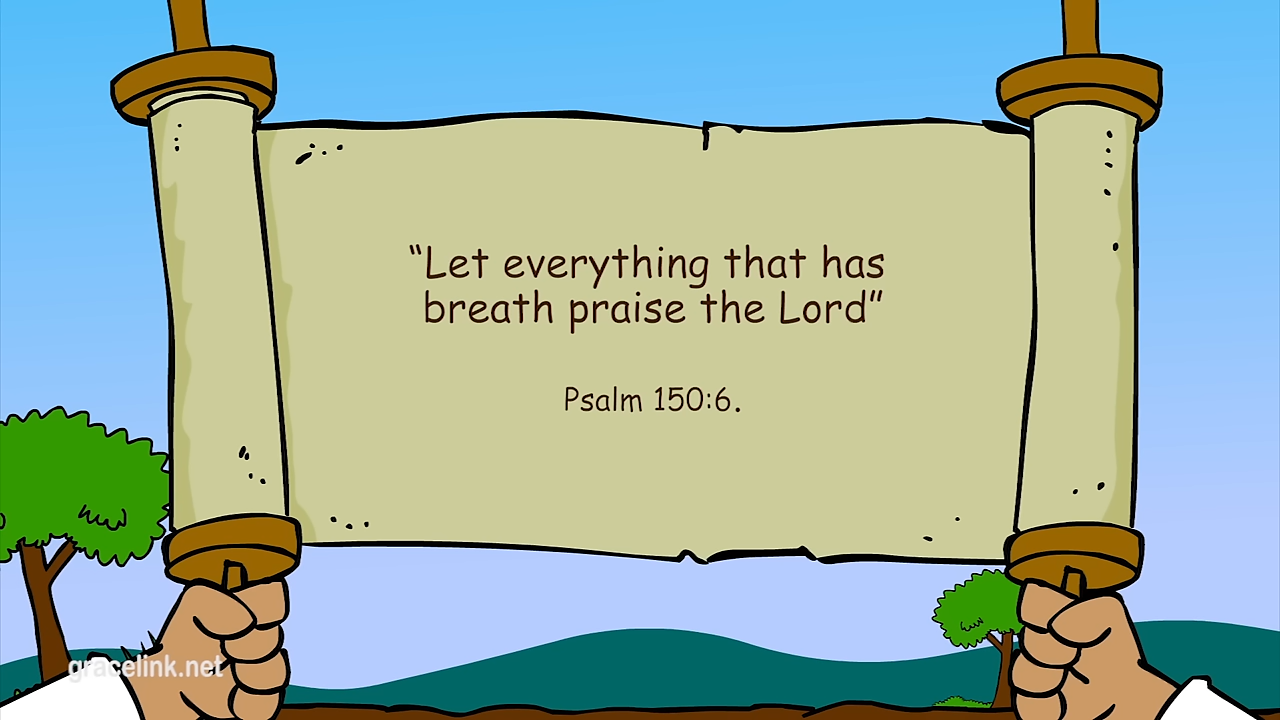 “Let everything that has
breath praise the Lord”
Psalm 150:6.
gracelink.net